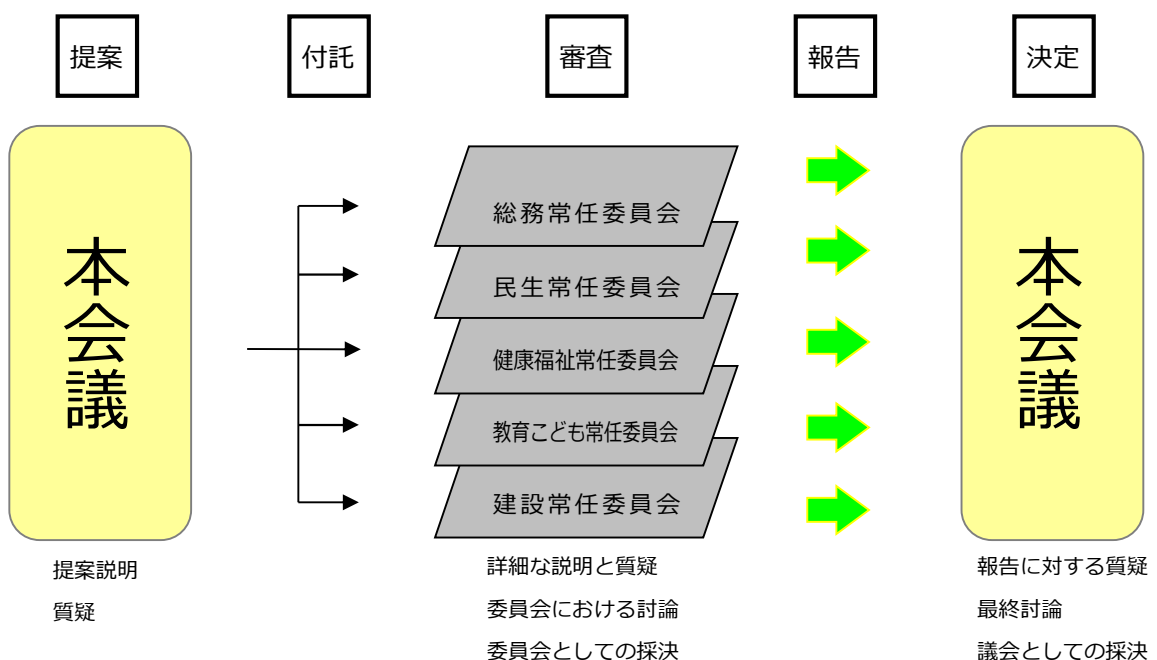 提案
付託
審査
報告
決定
本会議
総務常任委員会
民生常任委員会
健康福祉常任委員会
教育こども常任委員会
建設常任委員会
本会議
提案説明
質疑
詳細な説明と質疑
委員会における討論
委員会としての採決
報告に対する質疑
最終討論
議会としての採決